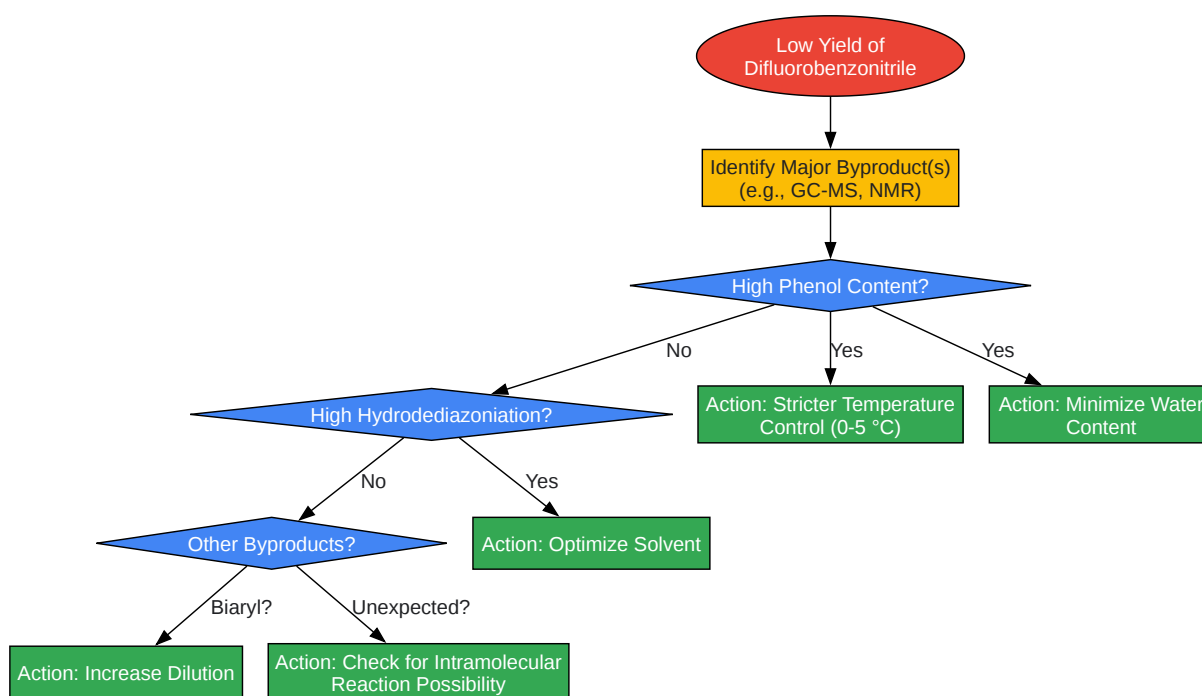 Low Yield of
Difluorobenzonitrile
Identify Major Byproduct(s)
(e.g., GC-MS, NMR)
High Phenol Content?
No
Yes
Yes
High Hydrodediazoniation?
Action: Stricter Temperature
Control (0-5 °C)
Action: Minimize Water
Content
No
Yes
Other Byproducts?
Action: Optimize Solvent
Biaryl?
Unexpected?
Action: Increase Dilution
Action: Check for Intramolecular
Reaction Possibility